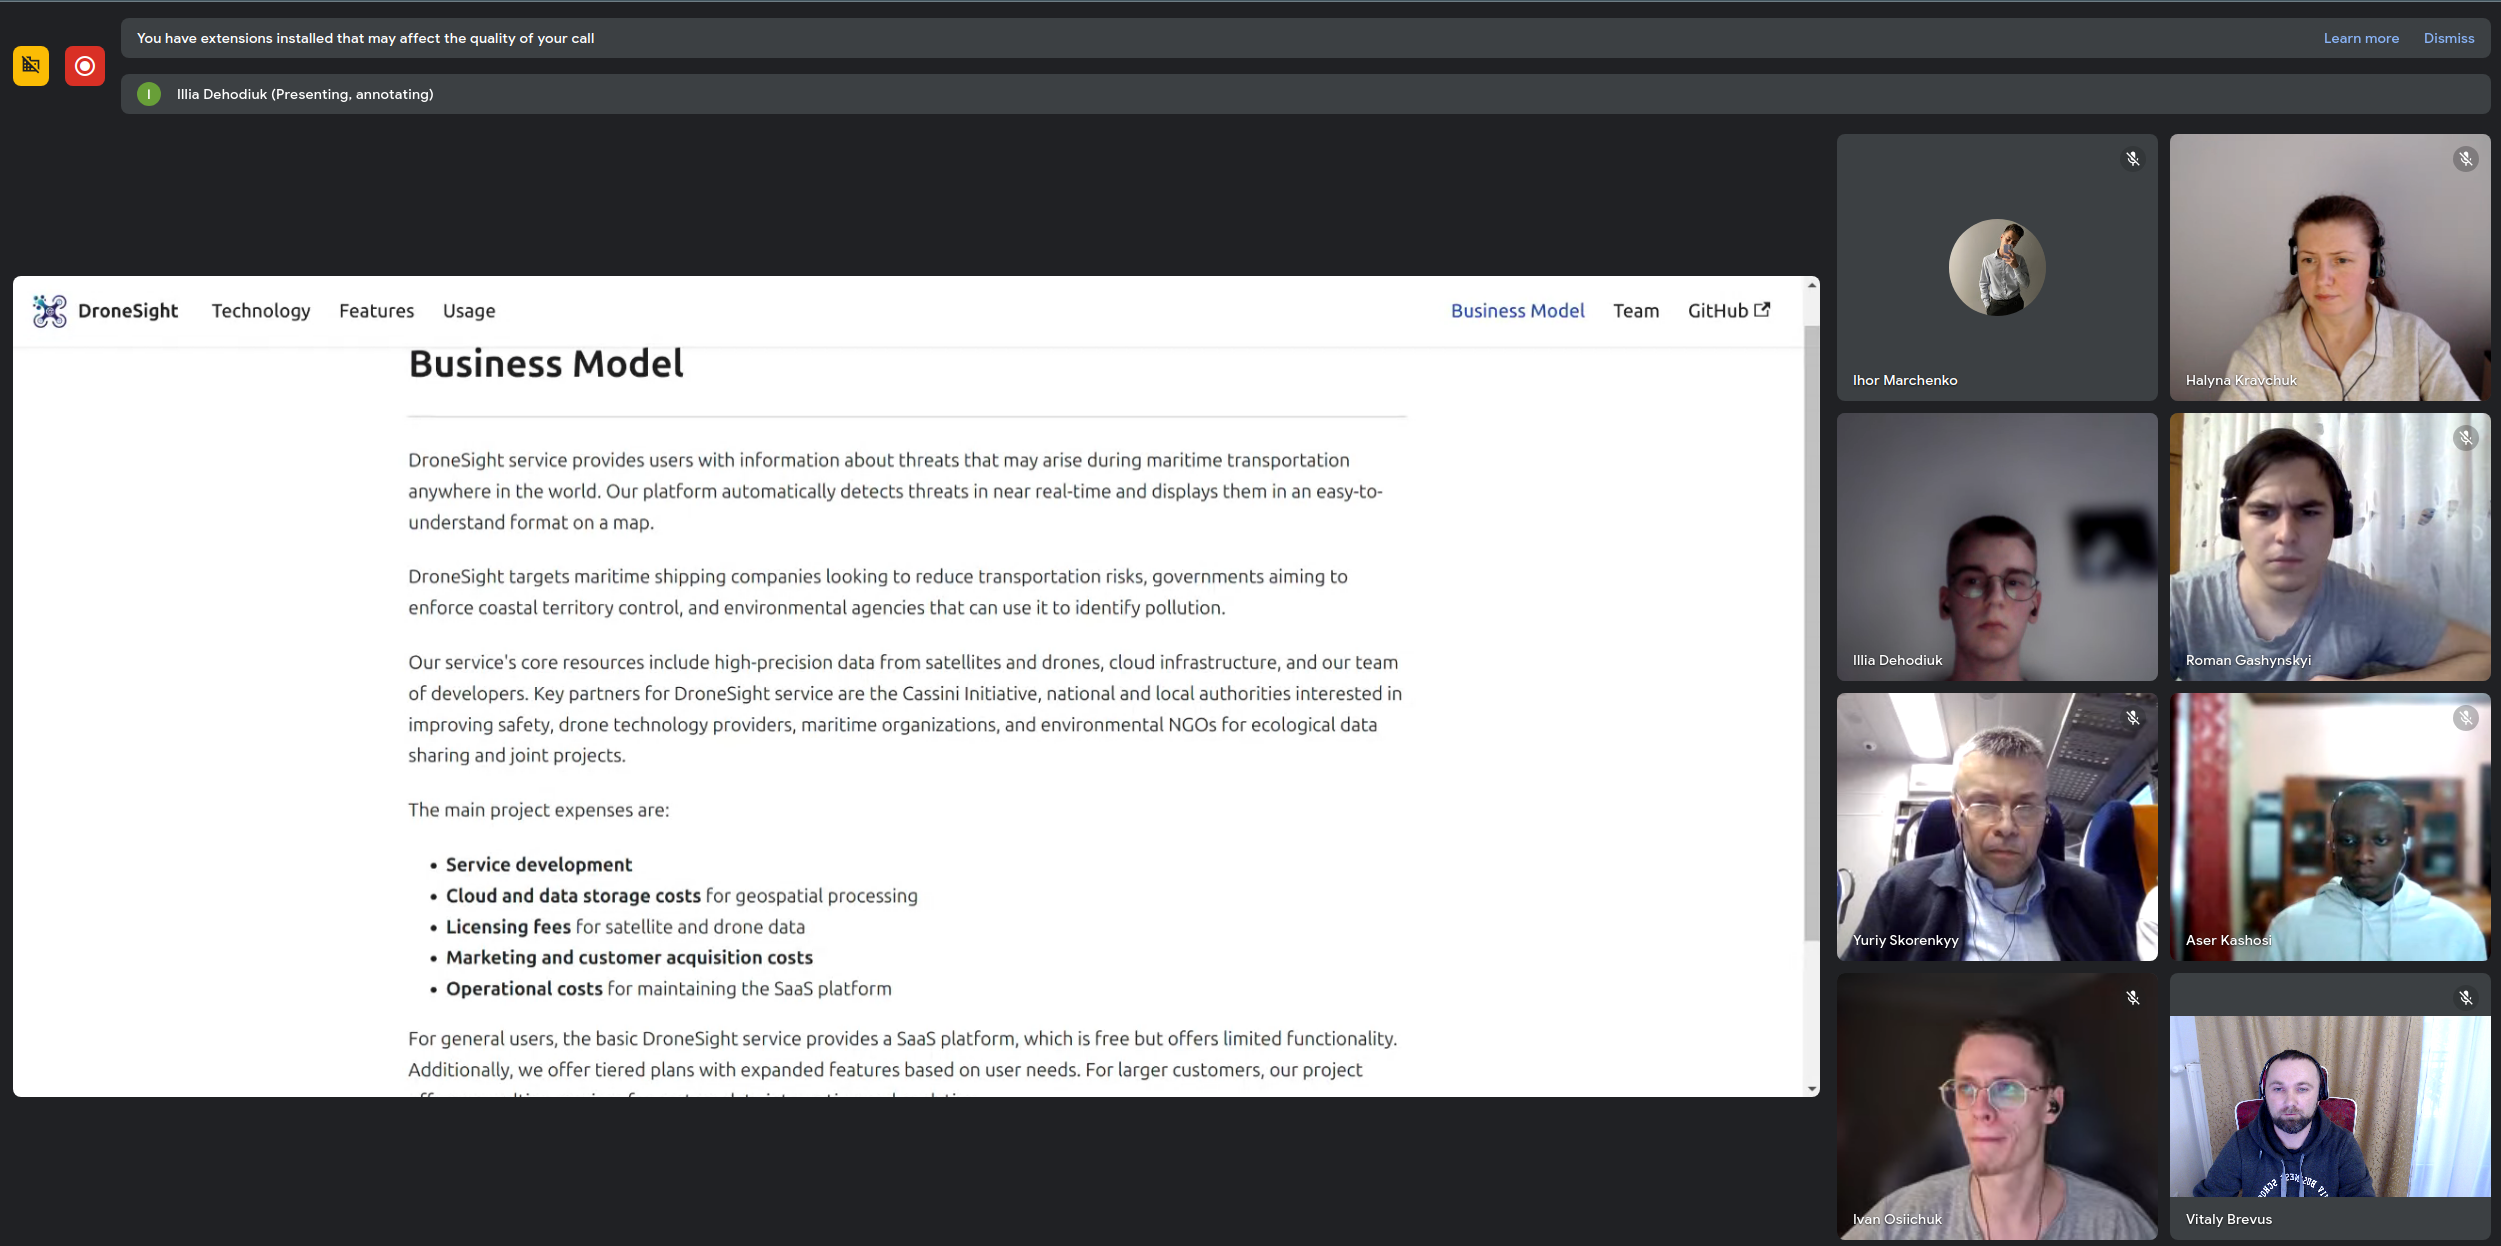 You have extensions installed that may affect the quality of your call
Learn more
Dismiss
I
Illia Dehodiuk (Presenting, annotating)
DroneSight
Technology
Features
Usage
Business Model
Team
GitHub
Business Model
DroneSight service provides users with information about threats that may arise during maritime transportation
anywhere in the world. Our platform automatically detects threats in near real-time and displays them in an easy-to-
understand format on a map.
DroneSight targets maritime shipping companies looking to reduce transportation risks, governments aiming to
enforce coastal territory control, and environmental agencies that can use it to identify pollution.
Our service's core resources include high-precision data from satellites and drones, cloud infrastructure, and our team
of developers. Key partners for DroneSight service are the Cassini Initiative, national and local authorities interested in
improving safety, drone technology providers, maritime organizations, and environmental NGOs for ecological data
sharing and joint projects.
The main project expenses are:
• Service development
• Cloud and data storage costs for geospatial processing
• Licensing fees for satellite and drone data
• Marketing and customer acquisition costs
• Operational costs for maintaining the SaaS platform
For general users, the basic DroneSight service provides a SaaS platform, which is free but offers limited functionality.
Additionally, we offer tiered plans with expanded features based on user needs. For larger customers, our project
Ihor Marchenko
Halyna Kravchuk
Illia Dehodiuk
Roman Gashynskyi
Yuriy Skorenkyy
Aser Kashosi
Ivan Osiichuk
Vitaly Brevus